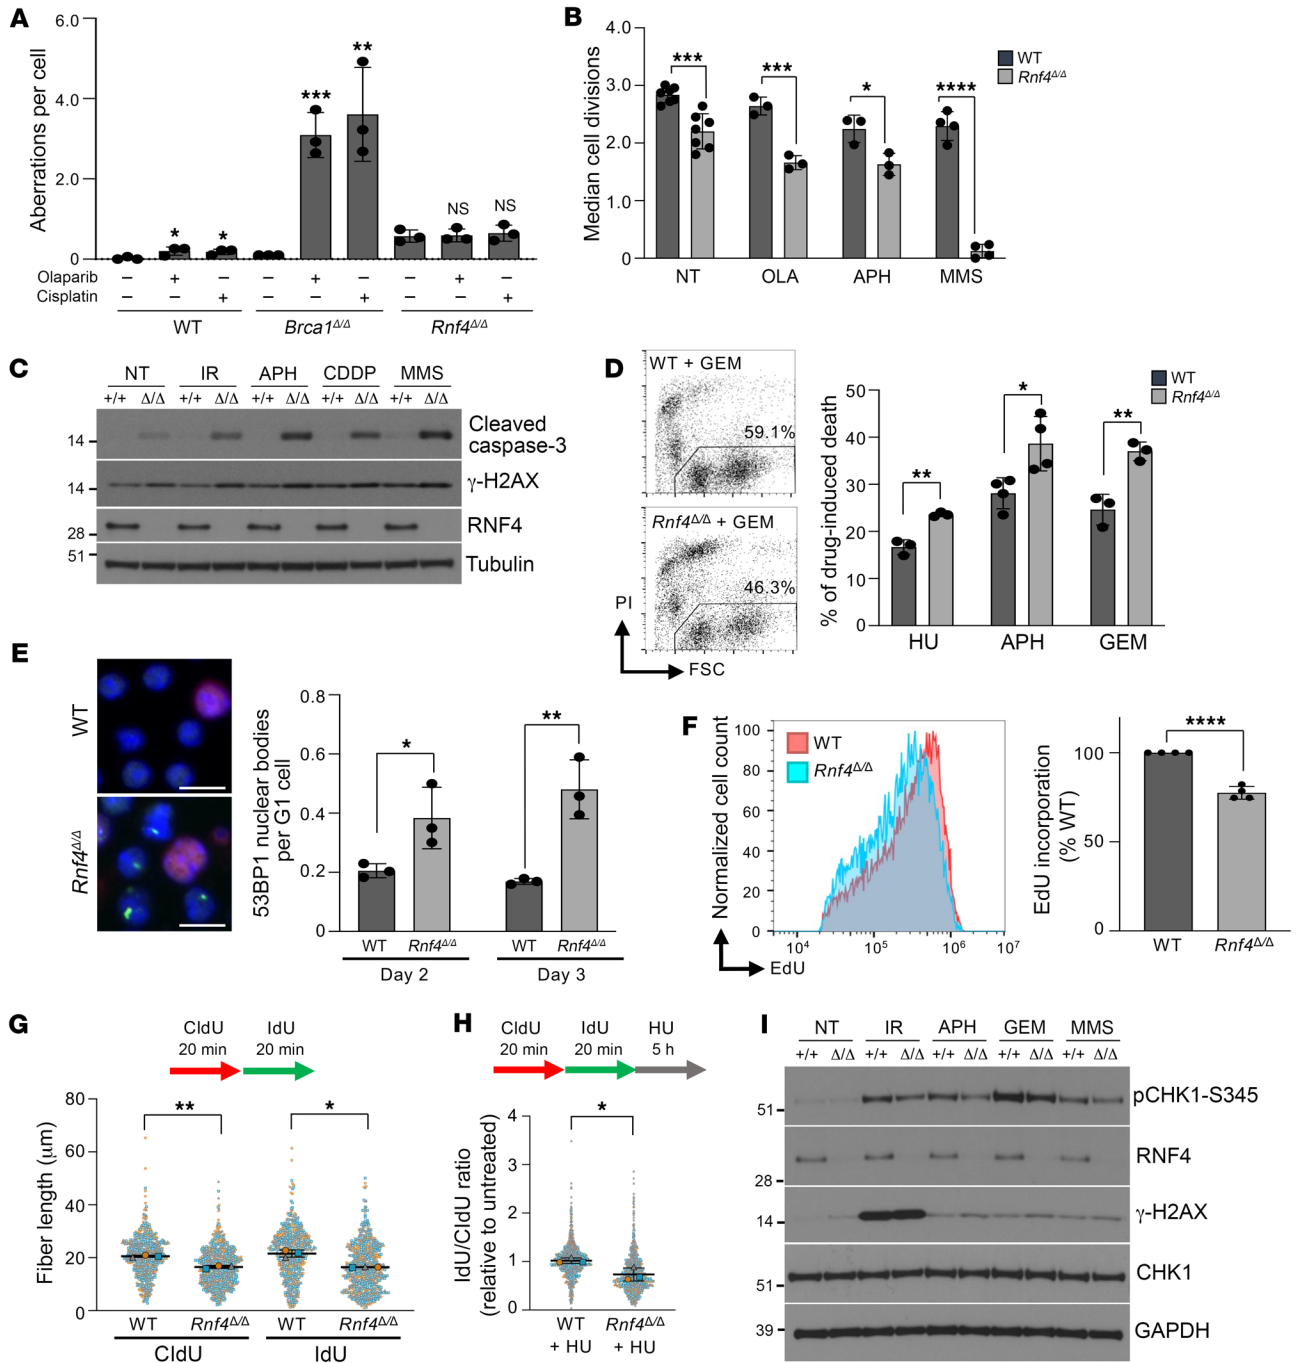 A
Aberrations per cell
6.0
4.0
2.0
0
*
*
***
**
NS
NS
Olaparib – + – – + – – + –
Cisplatin – – + – – + – – +
WT
Brca1Δ/Δ
Rnf4Δ/Δ
B
Median cell divisions
4.0
3.0
2.0
1.0
0
***
***
*
****
WT
Rnf4Δ/Δ
NT OLA APH MMS
C
NT IR APH CDDP MMS
+/+ Δ/Δ +/+ Δ/Δ +/+ Δ/Δ +/+ Δ/Δ +/+ Δ/Δ
14
Cleaved
caspase-3
14
γ-H2AX
28
RNF4
51
Tubulin
D
WT + GEM
59.1%
Rnf4Δ/Δ + GEM
46.3%
PI
FSC
% of drug-induced death
50
40
30
20
10
0
**
*
**
WT
Rnf4Δ/Δ
HU APH GEM
E
WT
Rnf4Δ/Δ
53BP1 nuclear bodies
per G1 cell
0.8
0.6
0.4
0.2
0
*
**
WT Rnf4Δ/Δ WT Rnf4Δ/Δ
Day 2 Day 3
F
Normalized cell count
100
80
60
40
20
0
WT
Rnf4Δ/Δ
10⁴ 10⁵ 10⁶ 10⁷
EdU
EdU incorporation
(% WT)
100
50
0
****
WT Rnf4Δ/Δ
G
CldU IdU
20 min 20 min
Fiber length (μm)
80
60
40
20
0
**
*
WT Rnf4Δ/Δ WT Rnf4Δ/Δ
CldU IdU
H
CldU IdU HU
20 min 20 min 5 h
IdU/CldU ratio
(relative to untreated)
4
3
2
1
0
*
WT Rnf4Δ/Δ
+ HU + HU
I
NT IR APH GEM MMS
+/+ Δ/Δ +/+ Δ/Δ +/+ Δ/Δ +/+ Δ/Δ +/+ Δ/Δ
51
pCHK1-S345
RNF4
28
14
γ-H2AX
51
CHK1
39
GAPDH